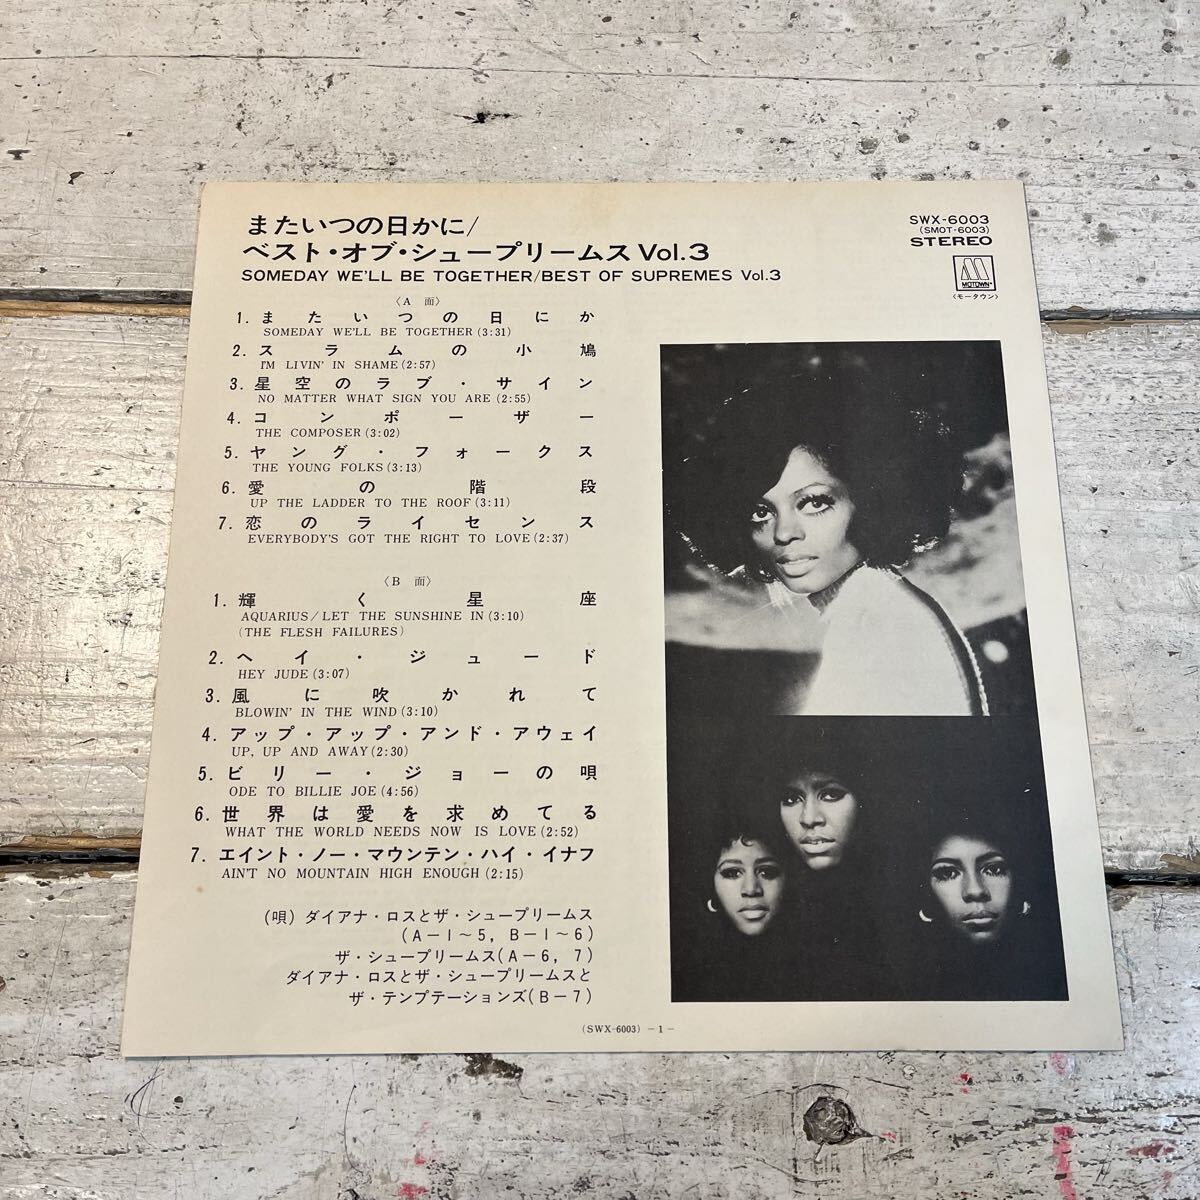 またいつの日かに/
ベスト・オブ・シュープリームス Vol.3
SOMEDAY WE'LL BE TOGETHER/BEST OF SUPREMES Vol.3
SWX-6003
(SMOT-6003)
STEREO
M
MOTOWN
〈モータウン〉
〈A 面〉
1. またいつの日にか
SOMEDAY WE'LL BE TOGETHER (3:31)
2. スラムの小鳩
I'M LIVIN' IN SHAME (2:57)
3. 星空のラブ・サイン
NO MATTER WHAT SIGN YOU ARE (2:55)
4. コンポーザー
THE COMPOSER (3:02)
5. ヤング・フォークス
THE YOUNG FOLKS (3:13)
6. 愛の階段
UP THE LADDER TO THE ROOF (3:11)
7. 恋のライセンス
EVERYBODY'S GOT THE RIGHT TO LOVE (2:37)
〈B 面〉
1. 輝く星座
AQUARIUS/LET THE SUNSHINE IN (3:10)
(THE FLESH FAILURES)
2. ヘイ・ジュード
HEY JUDE (3:07)
3. 風に吹かれて
BLOWIN' IN THE WIND (3:10)
4. アップ・アップ・アンド・アウェイ
UP, UP AND AWAY (2:30)
5. ビリー・ジョーの唄
ODE TO BILLIE JOE (4:56)
6. 世界は愛を求めてる
WHAT THE WORLD NEEDS NOW IS LOVE (2:52)
7. エイント・ノー・マウンテン・ハイ・イナフ
AIN'T NO MOUNTAIN HIGH ENOUGH (2:15)
(唄) ダイアナ・ロスとザ・シュープリームス
(A－1～5, B－1～6)
ザ・シュープリームス(A－6, 7)
ダイアナ・ロスとザ・シュープリームスと
ザ・テンプテーションズ(B－7)
(SWX-6003) －1－